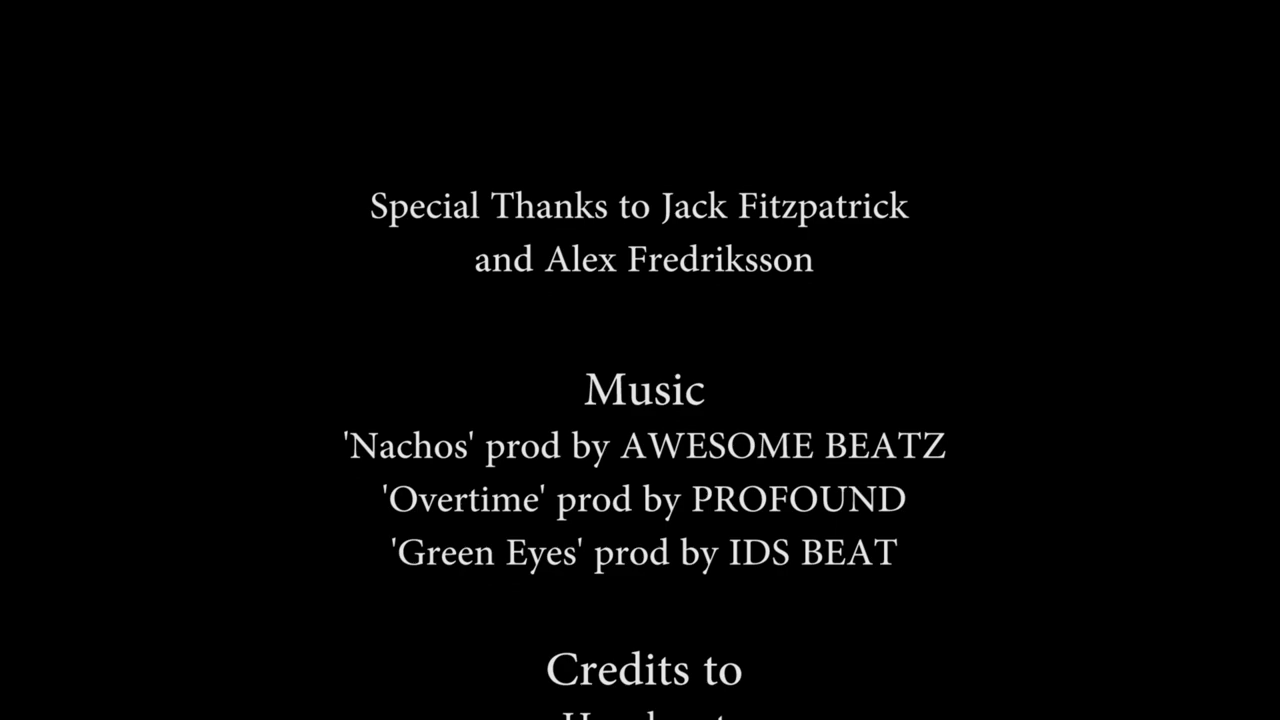 Special Thanks to Jack Fitzpatrick
and Alex Fredriksson
Music
'Nachos' prod by AWESOME BEATZ
'Overtime' prod by PROFOUND
'Green Eyes' prod by IDS BEAT
Credits to